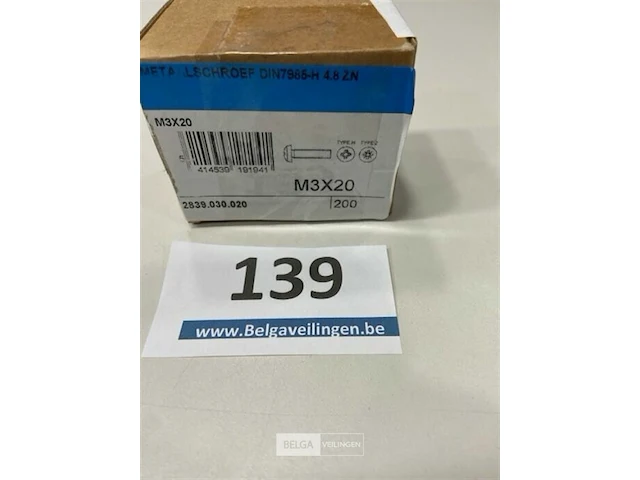 METAALSCHROEF DIN7985-H 4.8 ZN
M3X20
TYPE:H TYPE:Z
414539 191941
M3X20
2839.030.020
200
139
www.Belgaveilingen.be
BELGA VEILINGEN